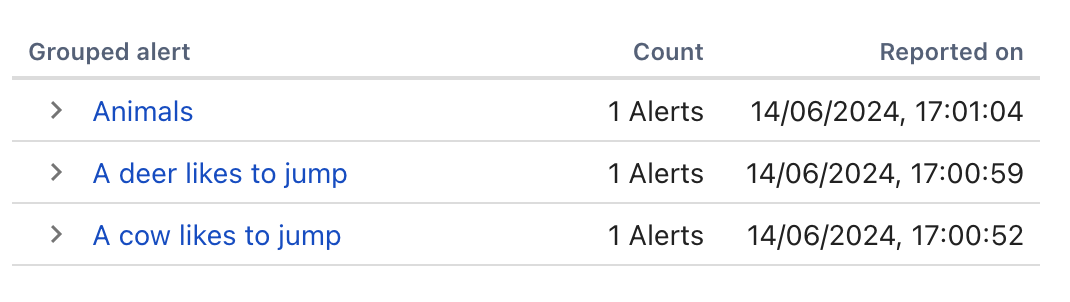 Grouped alert Count Reported on
Animals 1 Alerts 14/06/2024, 17:01:04
A deer likes to jump 1 Alerts 14/06/2024, 17:00:59
A cow likes to jump 1 Alerts 14/06/2024, 17:00:52